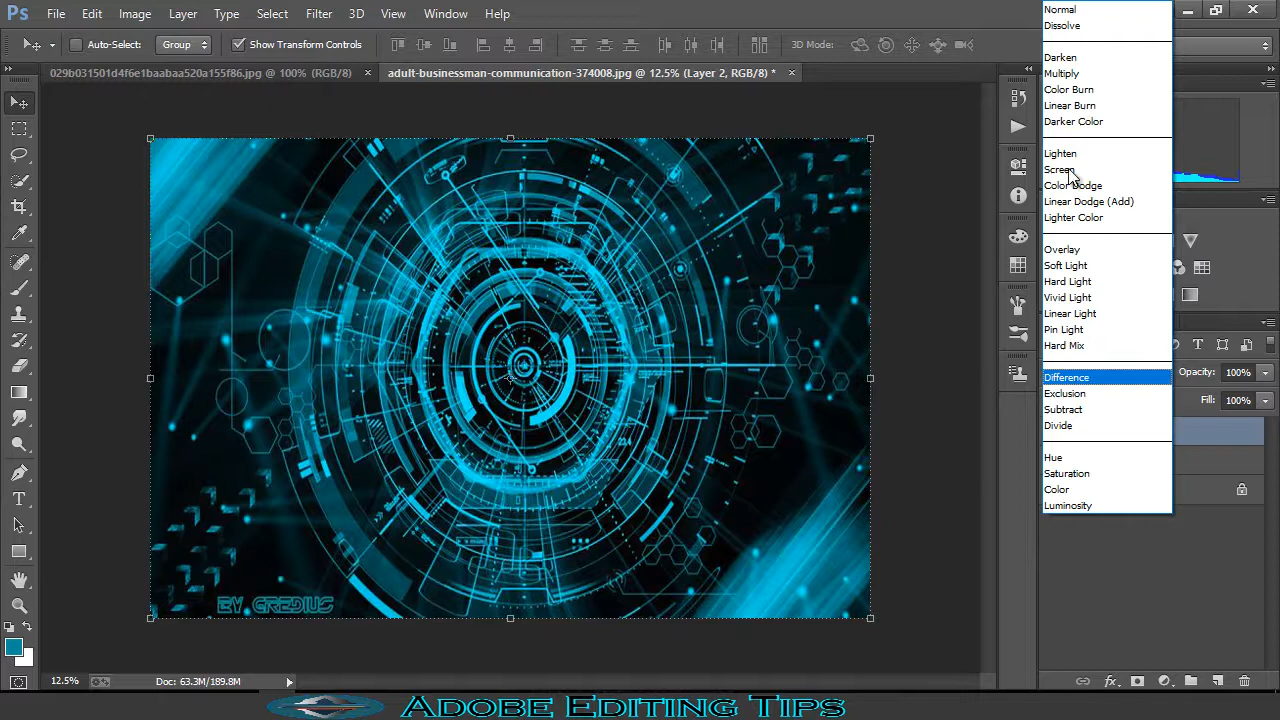 Ps File Edit Image Layer Type Select Filter 3D View Window Help
Auto-Select: Group Show Transform Controls 3D Mode:
029b031501d4f6e1baabaa520a155f86.jpg @ 100% (RGB/8) × adult-businessman-communication-374008.jpg @ 12.5% (Layer 2, RGB/8) * ×
Normal
Dissolve
Darken
Multiply
Color Burn
Linear Burn
Darker Color
Lighten
Screen
Color Dodge
Linear Dodge (Add)
Lighter Color
Overlay
Soft Light
Hard Light
Vivid Light
Linear Light
Pin Light
Hard Mix
Difference
Exclusion
Subtract
Divide
Hue
Saturation
Color
Luminosity
Opacity: 100%
Fill: 100%
BY GREDIUS
12.5% Doc: 63.3M/189.8M
Adobe Editing Tips